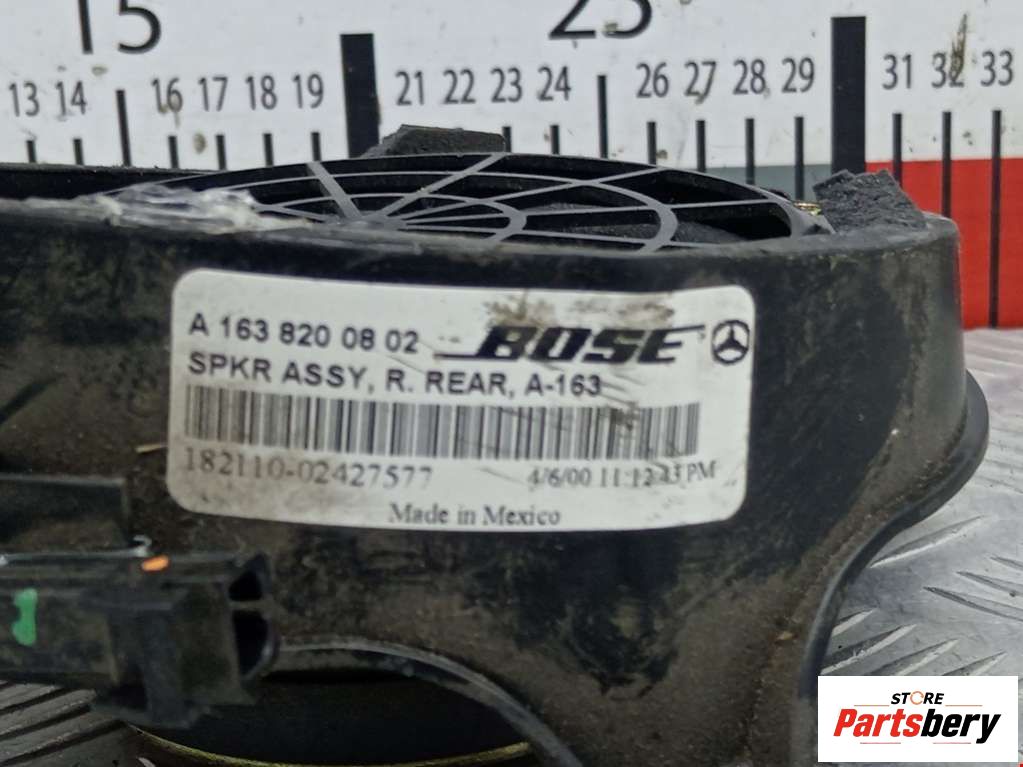 15 25
13 14 16 17 18 19 21 22 23 24 26 27 28 29 31 32 33
A 163 820 08 02 BOSE
SPKR ASSY, R. REAR, A-163
182110-02427577 4/6/00 11:12:43 PM
Made in Mexico
STORE
Partsbery